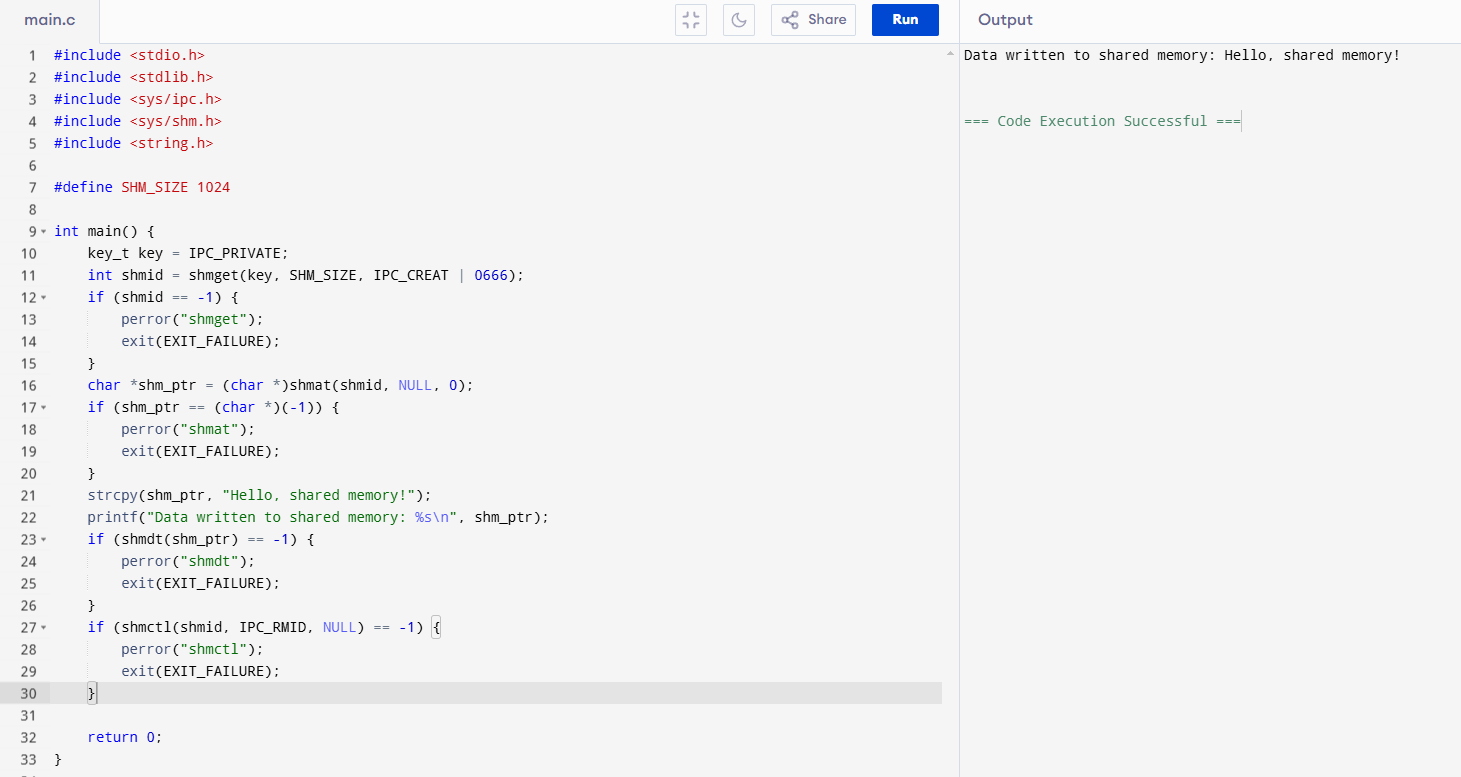 main.c
Share
Run
Output
1 #include <stdio.h>
2 #include <stdlib.h>
3 #include <sys/ipc.h>
4 #include <sys/shm.h>
5 #include <string.h>
6
7 #define SHM_SIZE 1024
8
9 int main() {
10     key_t key = IPC_PRIVATE;
11     int shmid = shmget(key, SHM_SIZE, IPC_CREAT | 0666);
12     if (shmid == -1) {
13         perror("shmget");
14         exit(EXIT_FAILURE);
15     }
16     char *shm_ptr = (char *)shmat(shmid, NULL, 0);
17     if (shm_ptr == (char *)(-1)) {
18         perror("shmat");
19         exit(EXIT_FAILURE);
20     }
21     strcpy(shm_ptr, "Hello, shared memory!");
22     printf("Data written to shared memory: %s\n", shm_ptr);
23     if (shmdt(shm_ptr) == -1) {
24         perror("shmdt");
25         exit(EXIT_FAILURE);
26     }
27     if (shmctl(shmid, IPC_RMID, NULL) == -1) {
28         perror("shmctl");
29         exit(EXIT_FAILURE);
30     }
31
32     return 0;
33 }
Data written to shared memory: Hello, shared memory!
=== Code Execution Successful ===